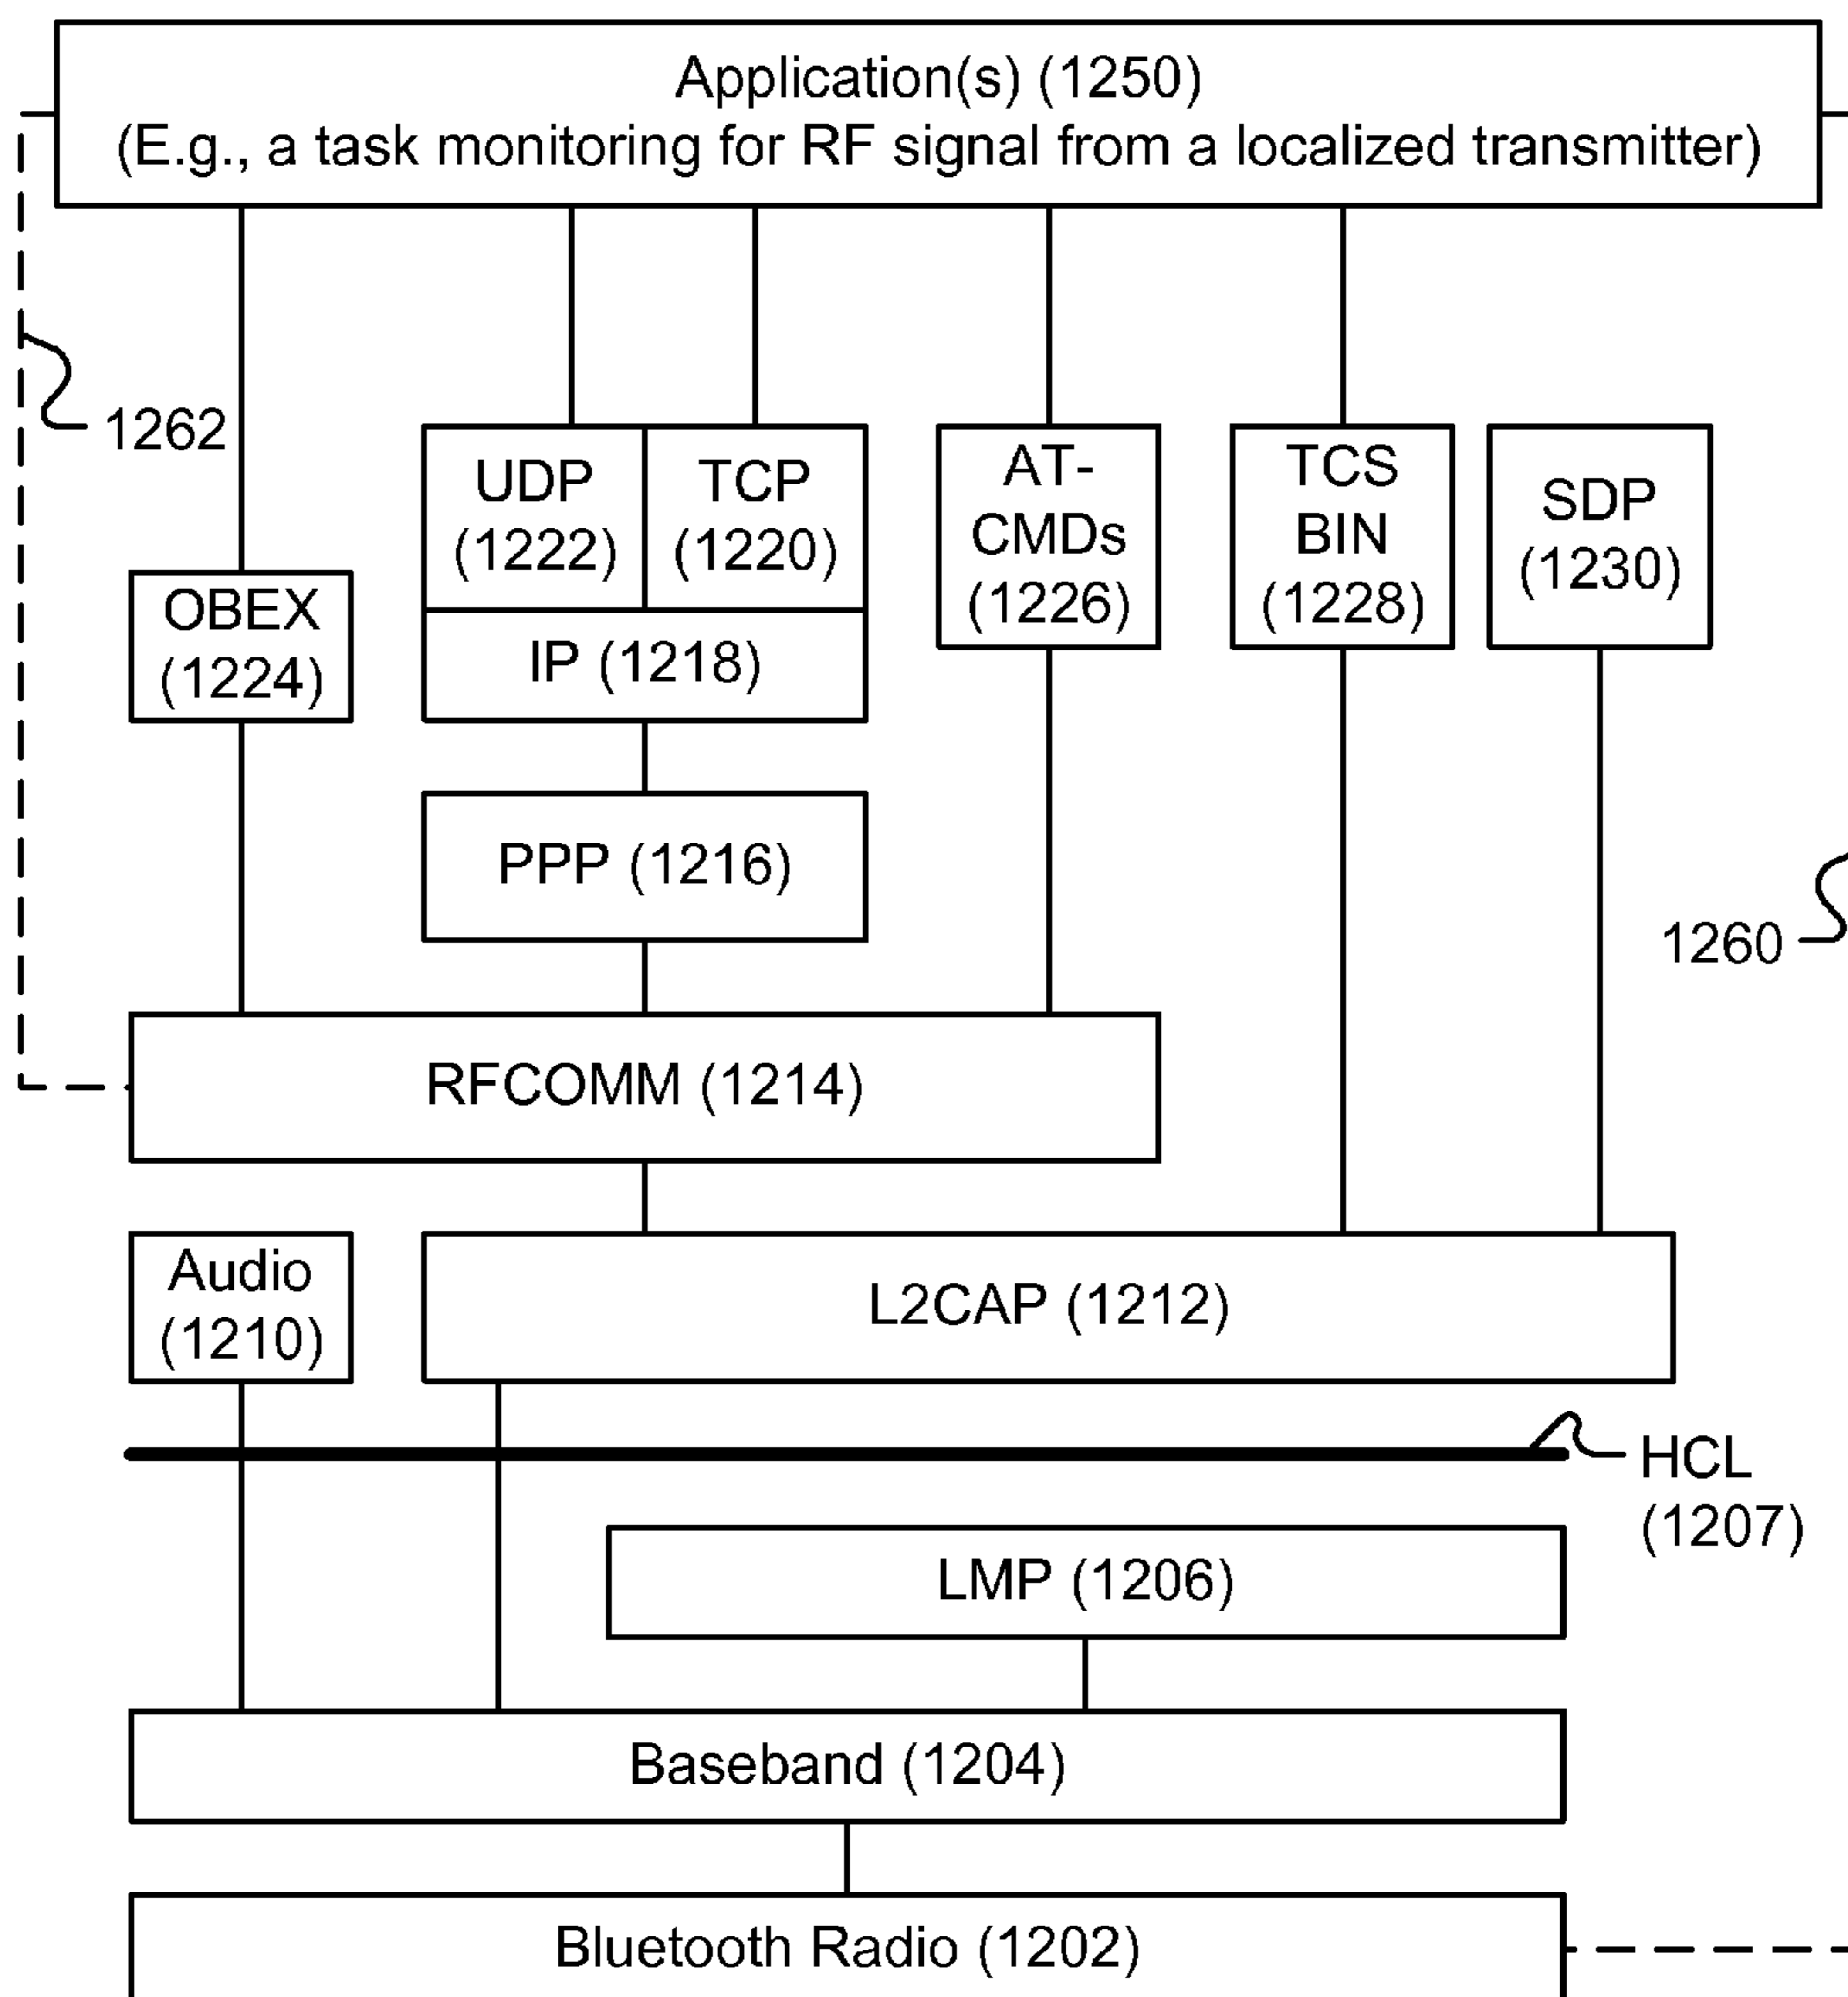 Application(s) (1250)
(E.g., a task monitoring for RF signal from a localized transmitter)
1262
UDP
(1222)
TCP
(1220)
AT-
CMDs
(1226)
TCS
BIN
(1228)
SDP
(1230)
OBEX
(1224)
IP (1218)
PPP (1216)
1260
RFCOMM (1214)
Audio
(1210)
L2CAP (1212)
HCL
(1207)
LMP (1206)
Baseband (1204)
Bluetooth Radio (1202)